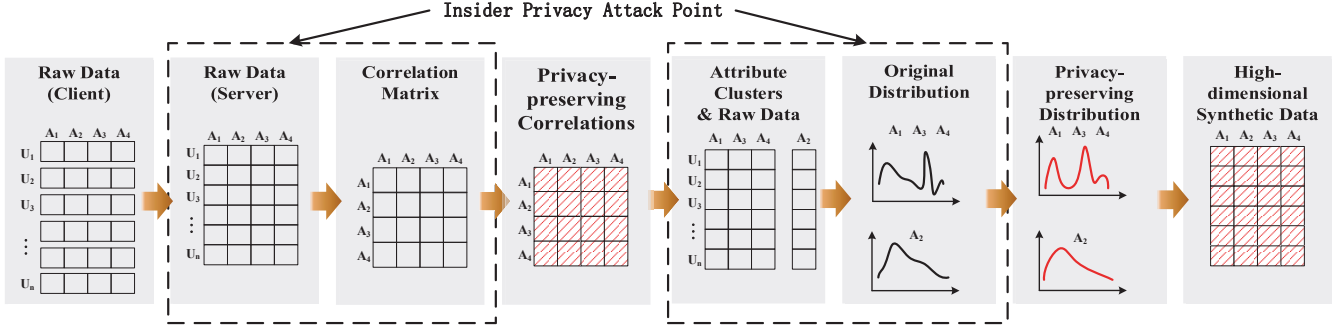 Insider Privacy Attack Point
Raw Data
(Client)
A1 A2 A3 A4
U1
U2
U3
⋮
Un
Raw Data
(Server)
A1 A2 A3 A4
U1
U2
U3
⋮
Un
Correlation
Matrix
A1 A2 A3 A4
A1
A2
A3
A4
Privacy-
preserving
Correlations
A1 A2 A3 A4
A1
A2
A3
A4
Attribute
Clusters
& Raw Data
A1 A3 A4 A2
U1
U2
U3
⋮
Un
Original
Distribution
A1 A3 A4
A2
Privacy-
preserving
Distribution
A1 A3 A4
A2
High-
dimensional
Synthetic Data
A1 A2 A3 A4